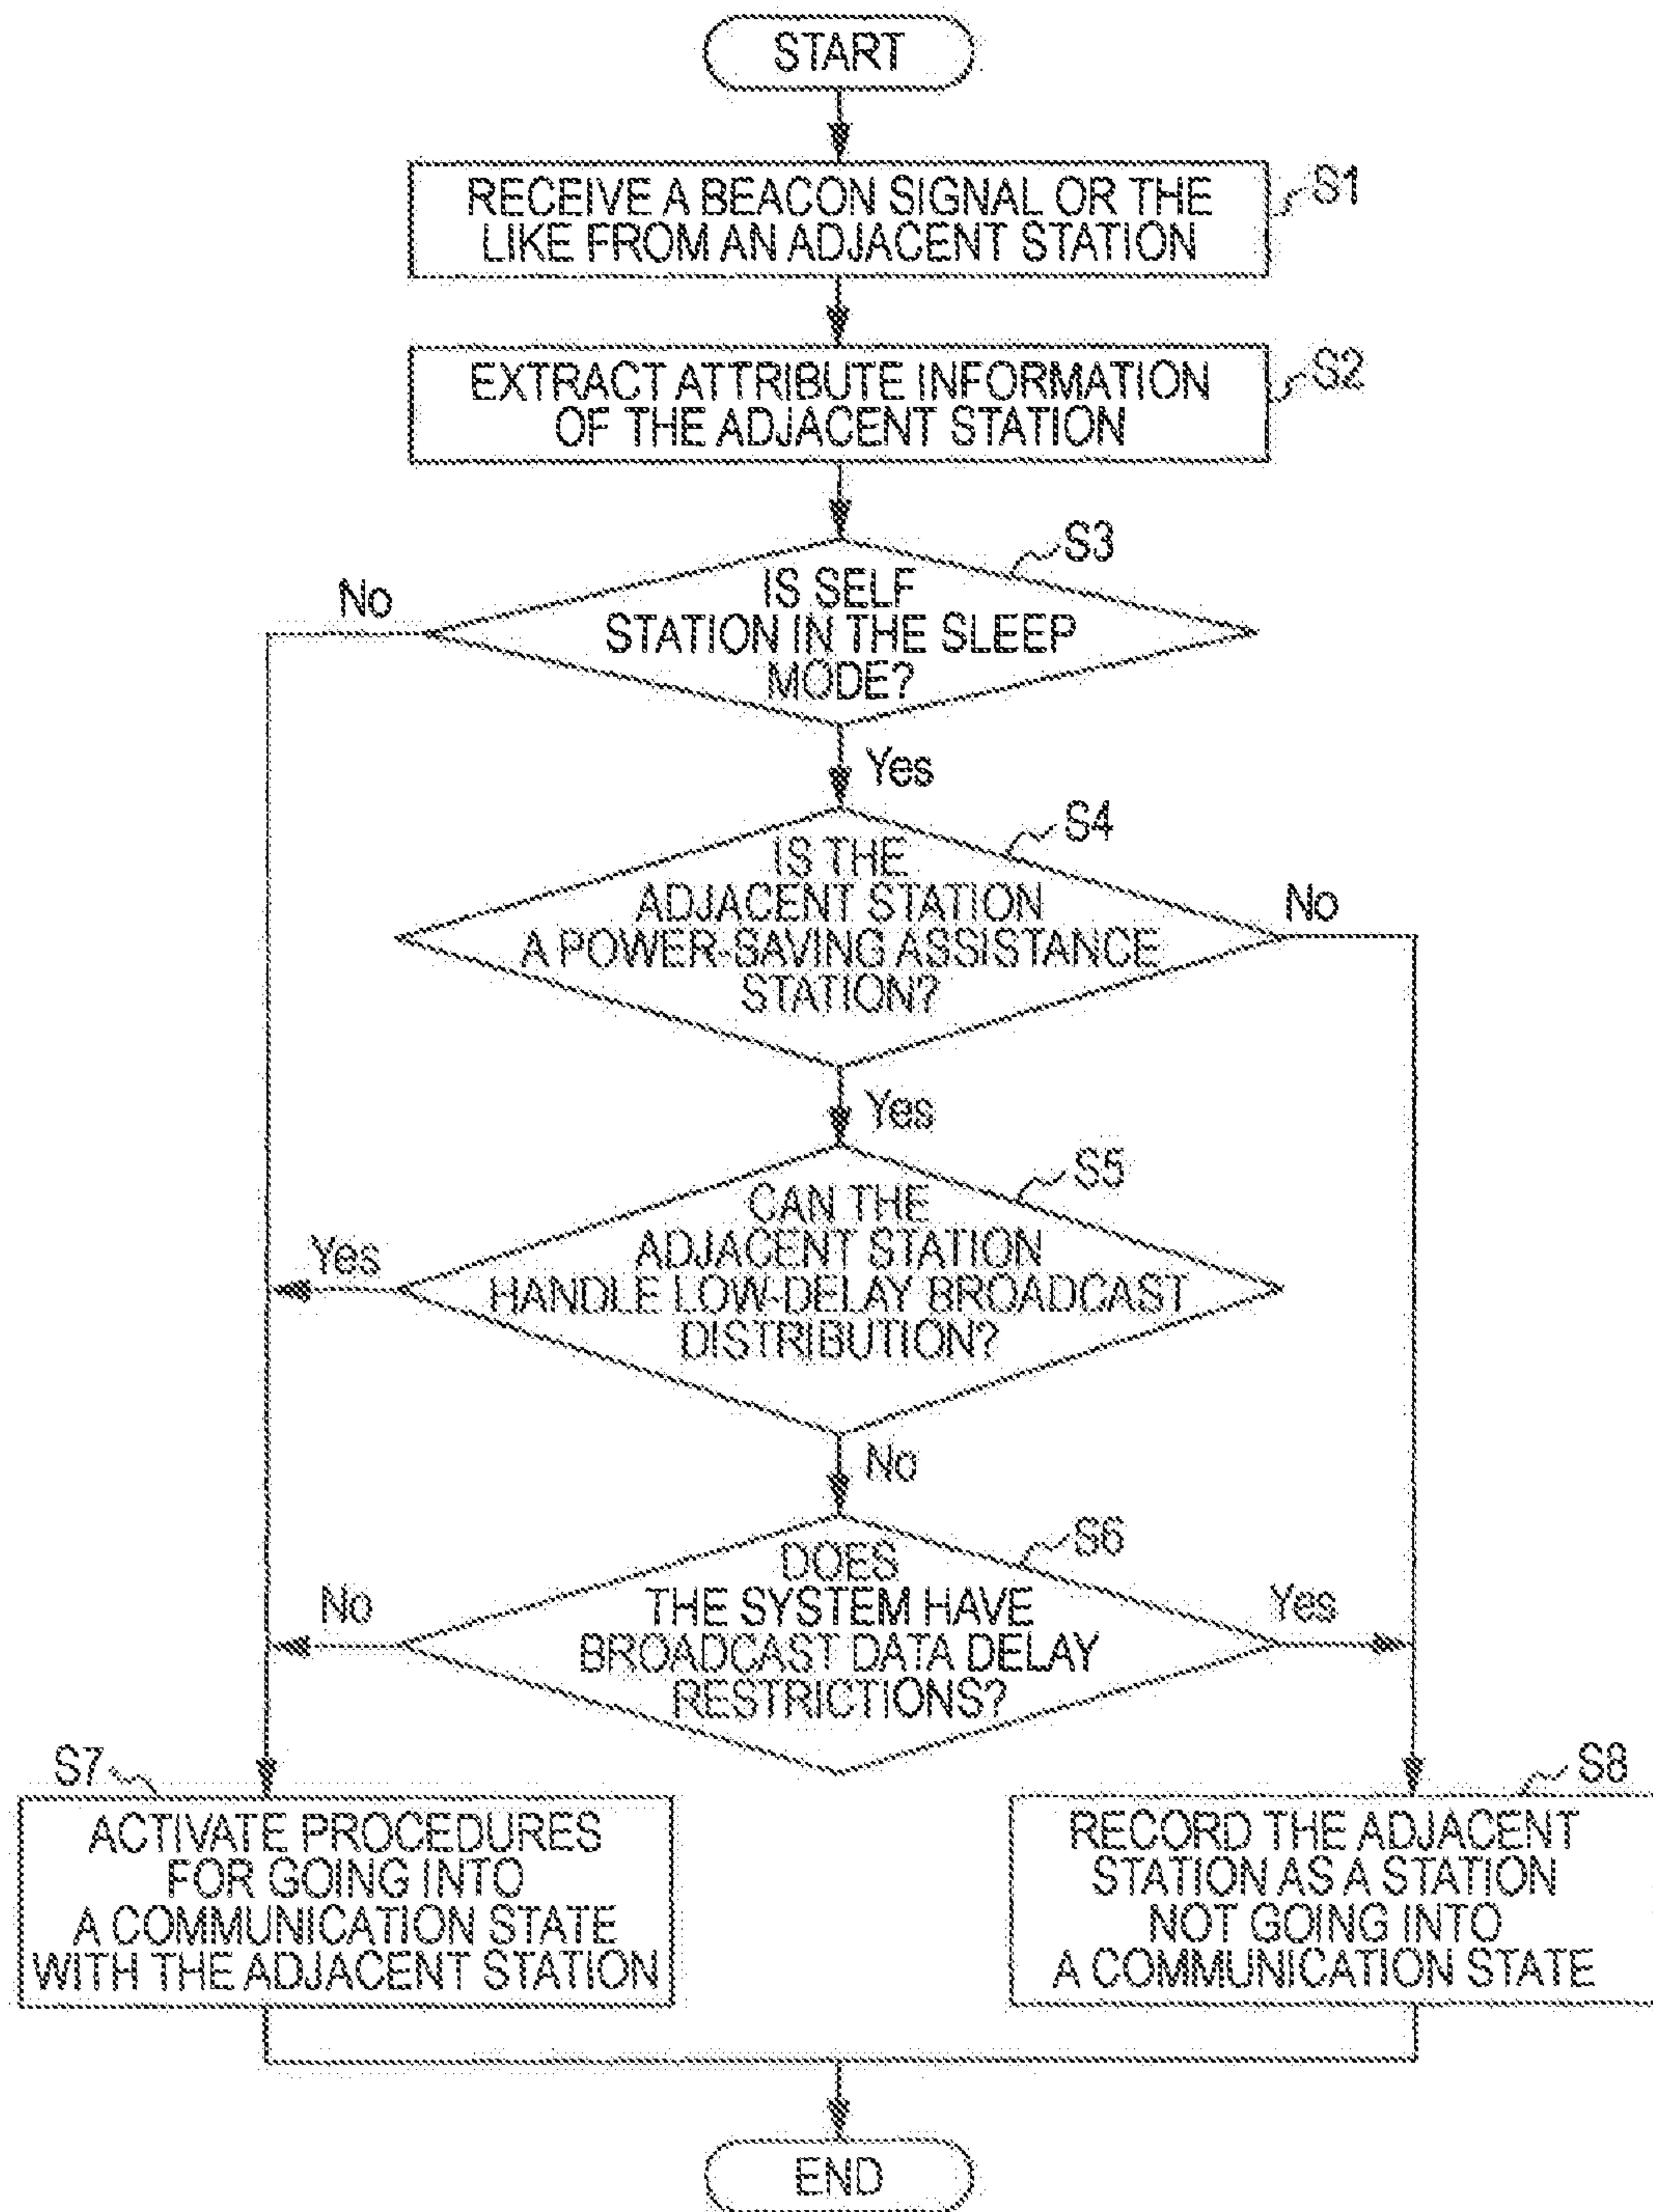 START
RECEIVE A BEACON SIGNAL OR THE
LIKE FROM AN ADJACENT STATION
S1
EXTRACT ATTRIBUTE INFORMATION
OF THE ADJACENT STATION
S2
S3
IS SELF
STATION IN THE SLEEP
MODE?
No
Yes
S4
IS THE
ADJACENT STATION
A POWER-SAVING ASSISTANCE
STATION?
No
Yes
S5
CAN THE
ADJACENT STATION
HANDLE LOW-DELAY BROADCAST
DISTRIBUTION?
Yes
No
S6
DOES
THE SYSTEM HAVE
BROADCAST DATA DELAY
RESTRICTIONS?
No
Yes
S7
ACTIVATE PROCEDURES
FOR GOING INTO
A COMMUNICATION STATE
WITH THE ADJACENT STATION
S8
RECORD THE ADJACENT
STATION AS A STATION
NOT GOING INTO
A COMMUNICATION STATE
END